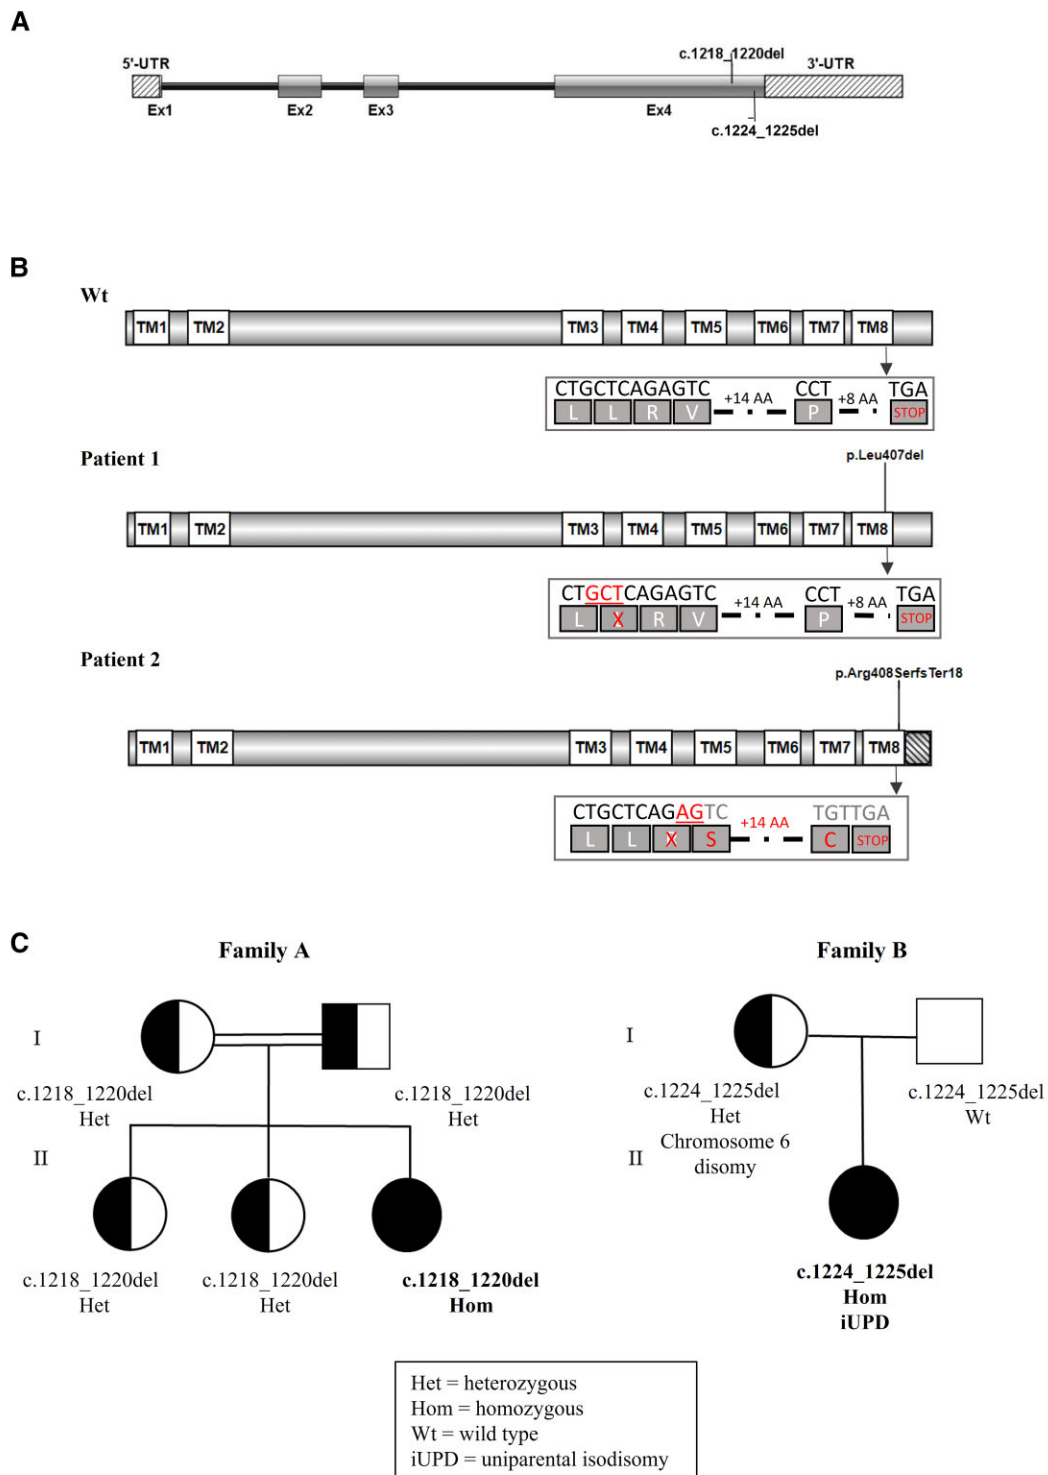 A
c.1218_1220del
5'-UTR
3'-UTR
Ex1
Ex2
Ex3
Ex4
c.1224_1225del
B
Wt
TM1 TM2 TM3 TM4 TM5 TM6 TM7 TM8
CTGCTCAGAGTC CCT TGA
L L R V +14 AA P +8 AA STOP
Patient 1
p.Leu407del
TM1 TM2 TM3 TM4 TM5 TM6 TM7 TM8
CTGCTCAGAGTC CCT TGA
L X R V +14 AA P +8 AA STOP
Patient 2
p.Arg408SerfsTer18
TM1 TM2 TM3 TM4 TM5 TM6 TM7 TM8
CTGCTCAGAGTC TGTTGA
L L X S +14 AA C STOP
C
Family A
Family B
I
I
c.1218_1220del
Het
c.1218_1220del
Het
c.1224_1225del
Het
Chromosome 6
disomy
c.1224_1225del
Wt
II
II
c.1218_1220del
Het
c.1218_1220del
Het
c.1218_1220del
Hom
c.1224_1225del
Hom
iUPD
Het = heterozygous
Hom = homozygous
Wt = wild type
iUPD = uniparental isodisomy